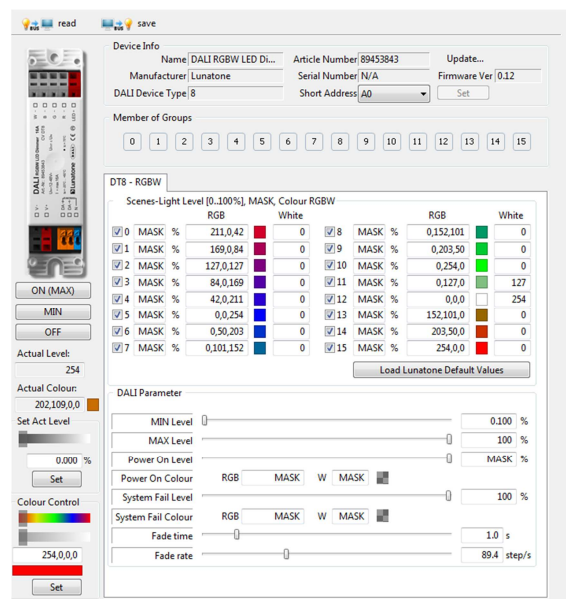 read save
Device Info
Name DALI RGBW LED Di... Article Number 89453843 Update...
Manufacturer Lunatone Serial Number N/A Firmware Ver 0.12
DALI Device Type 8 Short Address A0 Set
Member of Groups
0 1 2 3 4 5 6 7 8 9 10 11 12 13 14 15
DT8 - RGBW
Scenes-Light Level [0..100%], MASK, Colour RGBW
RGB White RGB White
0 MASK % 211,0,42 0 8 MASK % 0,152,101 0
1 MASK % 169,0,84 0 9 MASK % 0,203,50 0
2 MASK % 127,0,127 0 10 MASK % 0,254,0 0
3 MASK % 84,0,169 0 11 MASK % 0,127,0 127
4 MASK % 42,0,211 0 12 MASK % 0,0,0 254
5 MASK % 0,0,254 0 13 MASK % 152,101,0 0
6 MASK % 0,50,203 0 14 MASK % 203,50,0 0
7 MASK % 0,101,152 0 15 MASK % 254,0,0 0
Load Lunatone Default Values
DALI Parameter
MIN Level 0.100 %
MAX Level 100 %
Power On Level MASK %
Power On Colour RGB MASK W MASK
System Fail Level 100 %
System Fail Colour RGB MASK W MASK
Fade time 1.0 s
Fade rate 89.4 step/s
DALI RGBW LED Dimmer
Lunatone
ON (MAX)
MIN
OFF
Actual Level:
254
Actual Colour:
202,109,0,0
Set Act Level
0.000 %
Set
Colour Control
254,0,0,0
Set